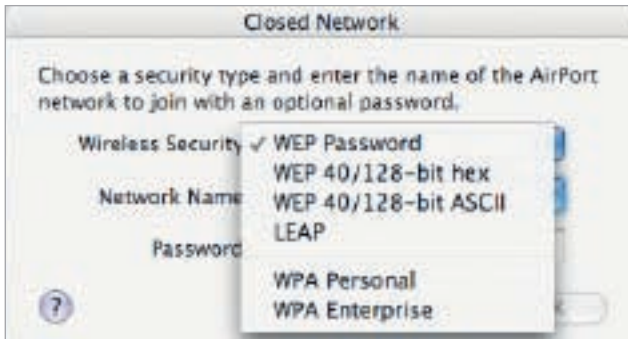 Closed Network
Choose a security type and enter the name of the AirPort
network to join with an optional password.
Wireless Security ✓ WEP Password
WEP 40/128-bit hex
Network Name
WEP 40/128-bit ASCII
LEAP
Password
WPA Personal
WPA Enterprise
?